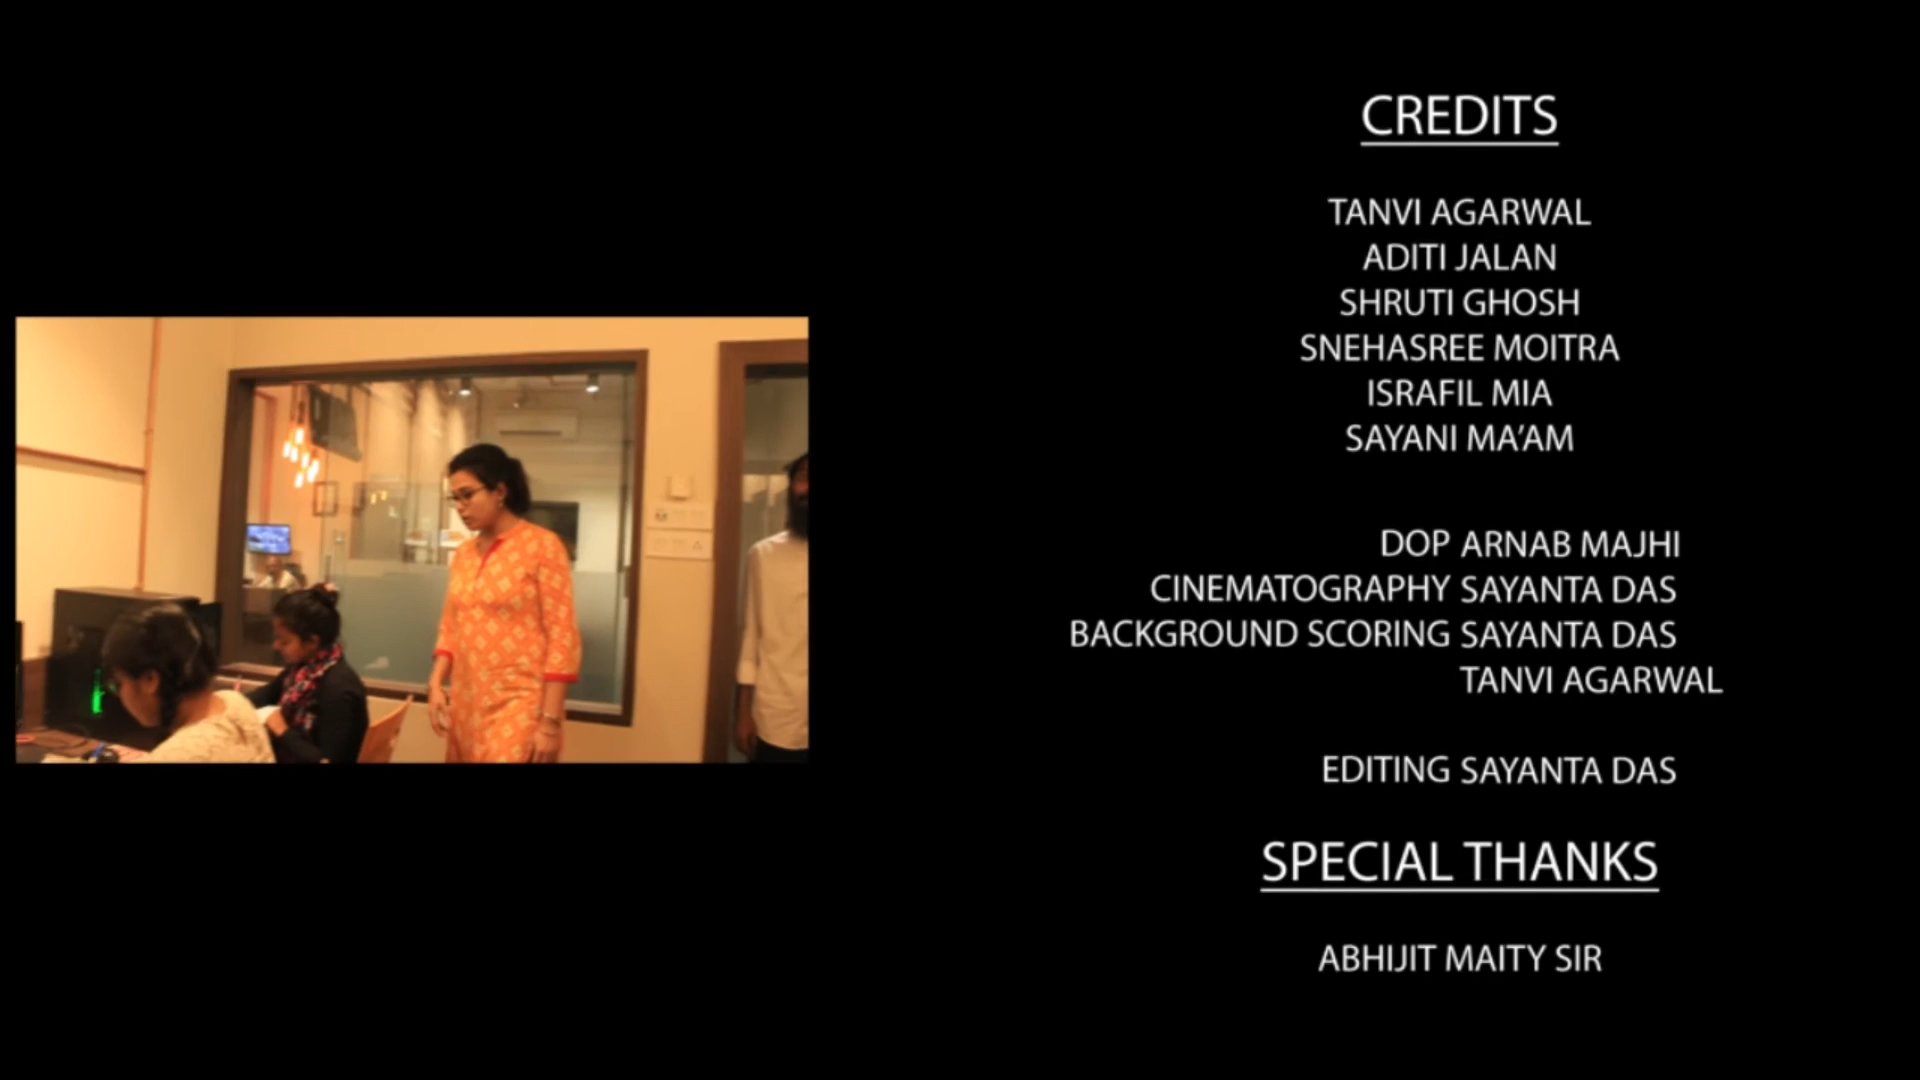 CREDITS
TANVI AGARWAL
ADITI JALAN
SHRUTI GHOSH
SNEHASREE MOITRA
ISRAFIL MIA
SAYANI MA’AM
DOP ARNAB MAJHI
CINEMATOGRAPHY SAYANTA DAS
BACKGROUND SCORING SAYANTA DAS
TANVI AGARWAL
EDITING SAYANTA DAS
SPECIAL THANKS
ABHIJIT MAITY SIR